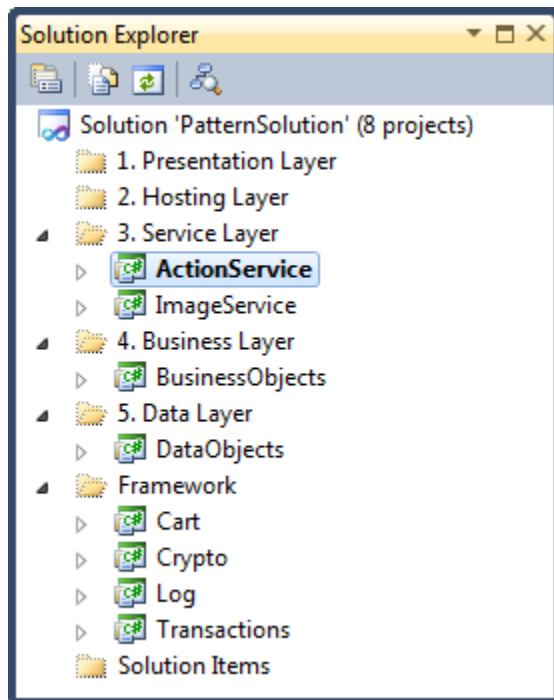 Solution Explorer
Solution 'PatternSolution' (8 projects)
1. Presentation Layer
2. Hosting Layer
3. Service Layer
ActionService
ImageService
4. Business Layer
BusinessObjects
5. Data Layer
DataObjects
Framework
Cart
Crypto
Log
Transactions
Solution Items